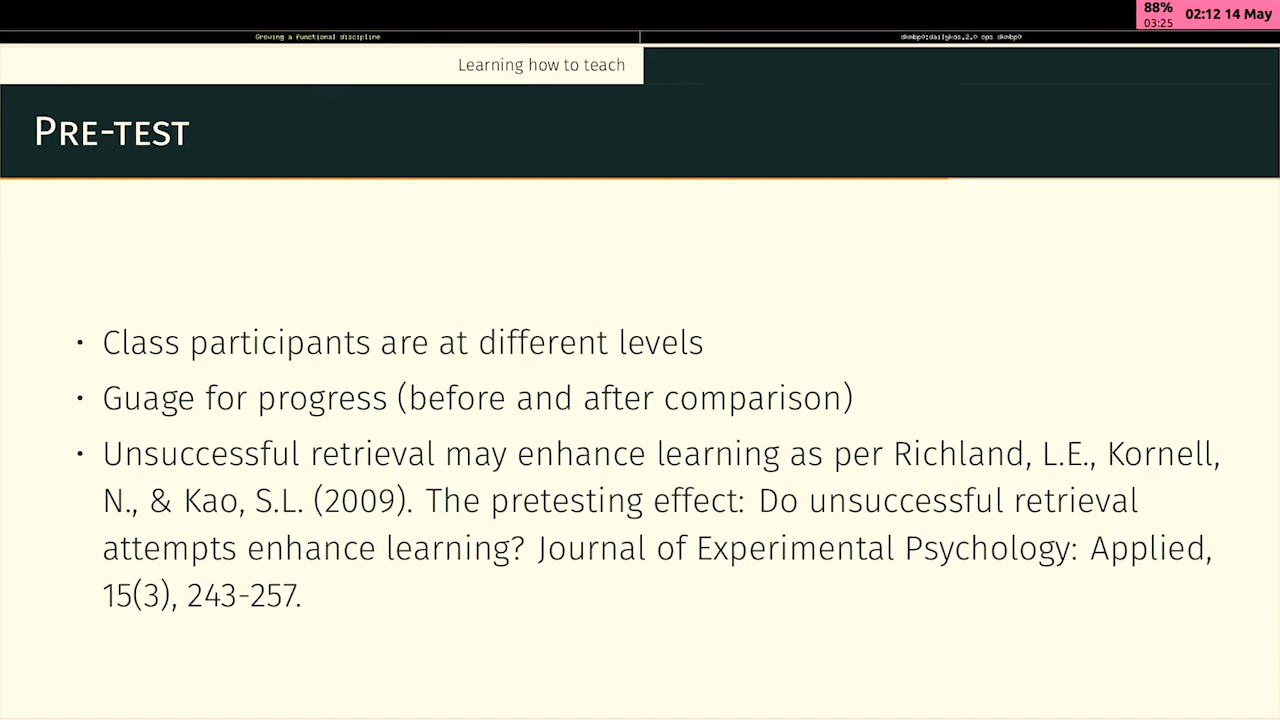 88%
03:25
02:12 14 May
Growing a functional discipline
Learning how to teach
PRE-TEST
• Class participants are at different levels
• Guage for progress (before and after comparison)
• Unsuccessful retrieval may enhance learning as per Richland, L.E., Kornell,
N., & Kao, S.L. (2009). The pretesting effect: Do unsuccessful retrieval
attempts enhance learning? Journal of Experimental Psychology: Applied,
15(3), 243-257.